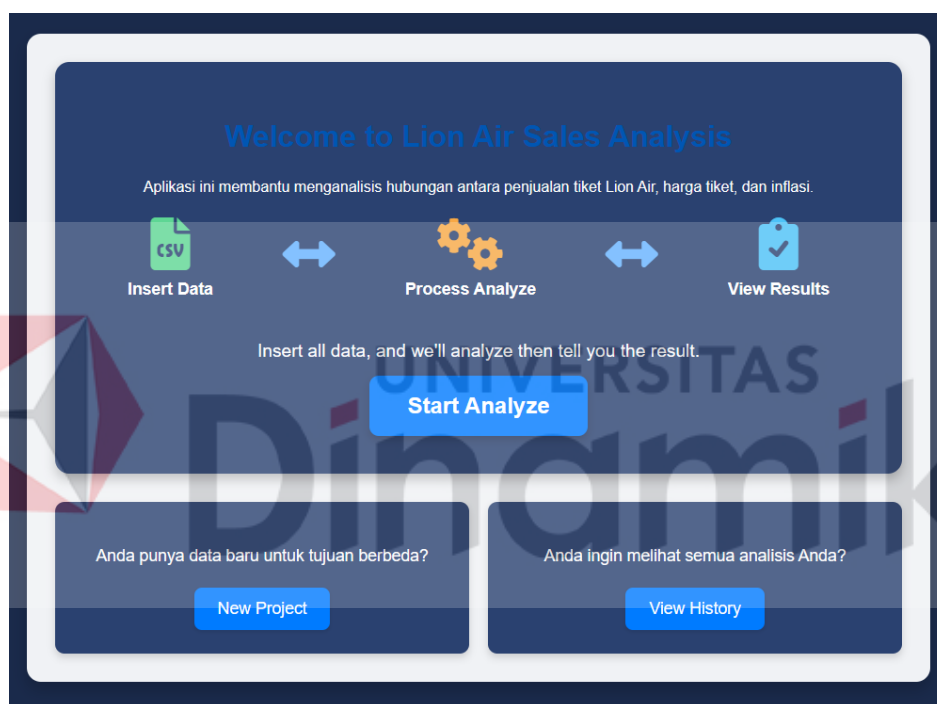 Welcome to Lion Air Sales Analysis
Aplikasi ini membantu menganalisis hubungan antara penjualan tiket Lion Air, harga tiket, dan inflasi.
CSV
Insert Data
Process Analyze
View Results
Insert all data, and we'll analyze then tell you the result.
UNIVERSITAS
Start Analyze
Dinamik
Anda punya data baru untuk tujuan berbeda?
Anda ingin melihat semua analisis Anda?
New Project
View History